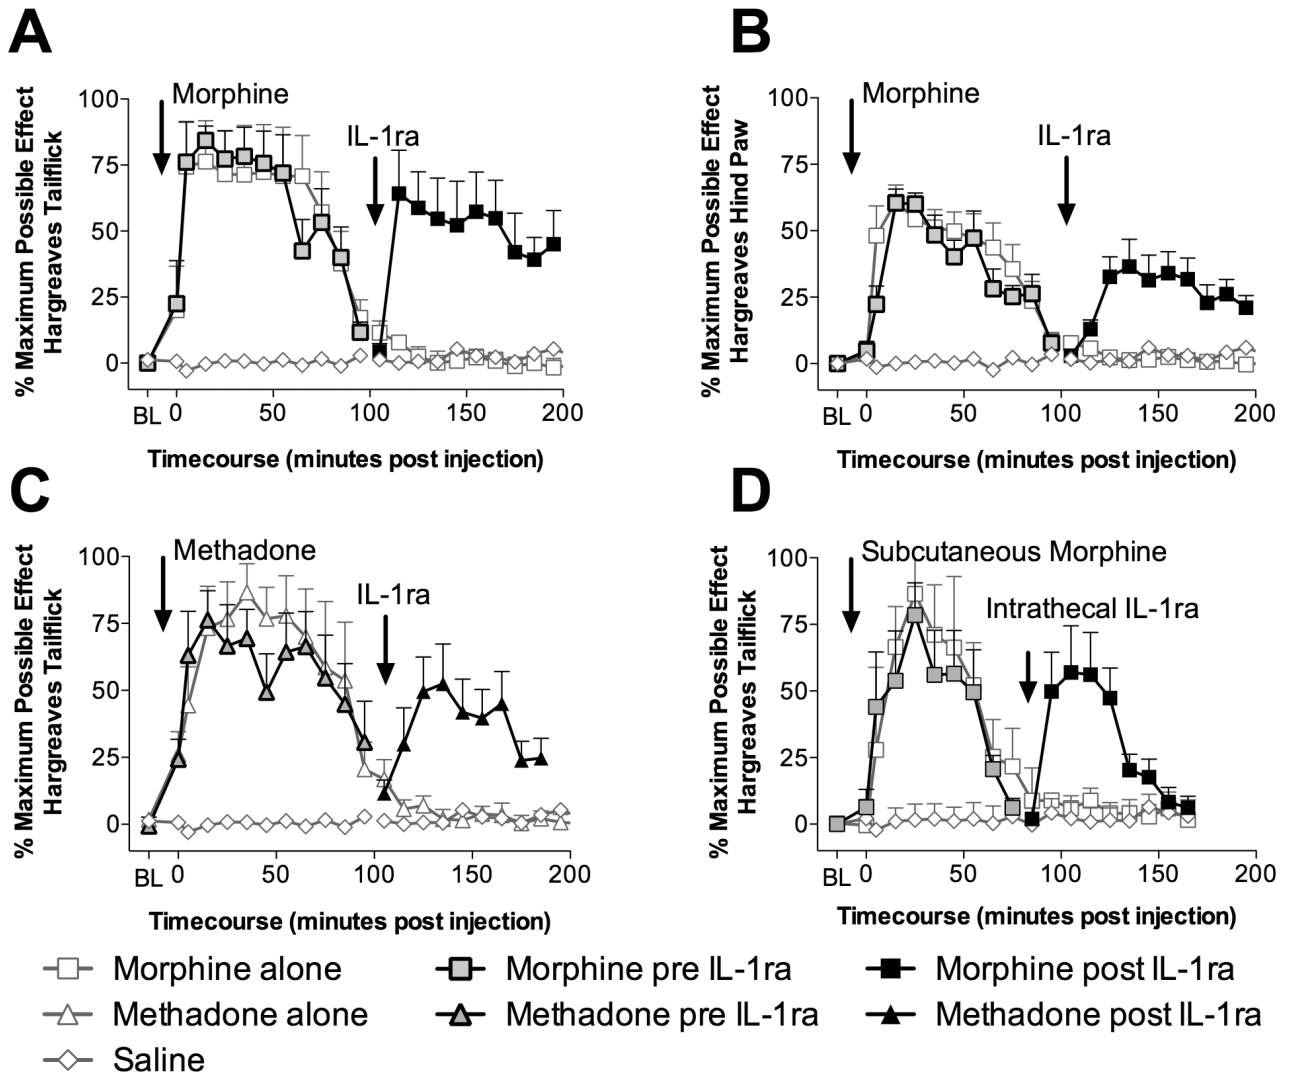 A
Morphine
IL-1ra
% Maximum Possible Effect
Hargreaves Tailflick
100
75
50
25
0
BL 0 50 100 150 200
Timecourse (minutes post injection)
B
Morphine
IL-1ra
% Maximum Possible Effect
Hargreaves Hind Paw
100
75
50
25
0
BL 0 50 100 150 200
Timecourse (minutes post injection)
C
Methadone
IL-1ra
% Maximum Possible Effect
Hargreaves Tailflick
100
75
50
25
0
BL 0 50 100 150 200
Timecourse (minutes post injection)
D
Subcutaneous Morphine
Intrathecal IL-1ra
% Maximum Possible Effect
Hargreaves Tailflick
100
75
50
25
0
BL 0 50 100 150 200
Timecourse (minutes post injection)
Morphine alone
Morphine pre IL-1ra
Morphine post IL-1ra
Methadone alone
Methadone pre IL-1ra
Methadone post IL-1ra
Saline